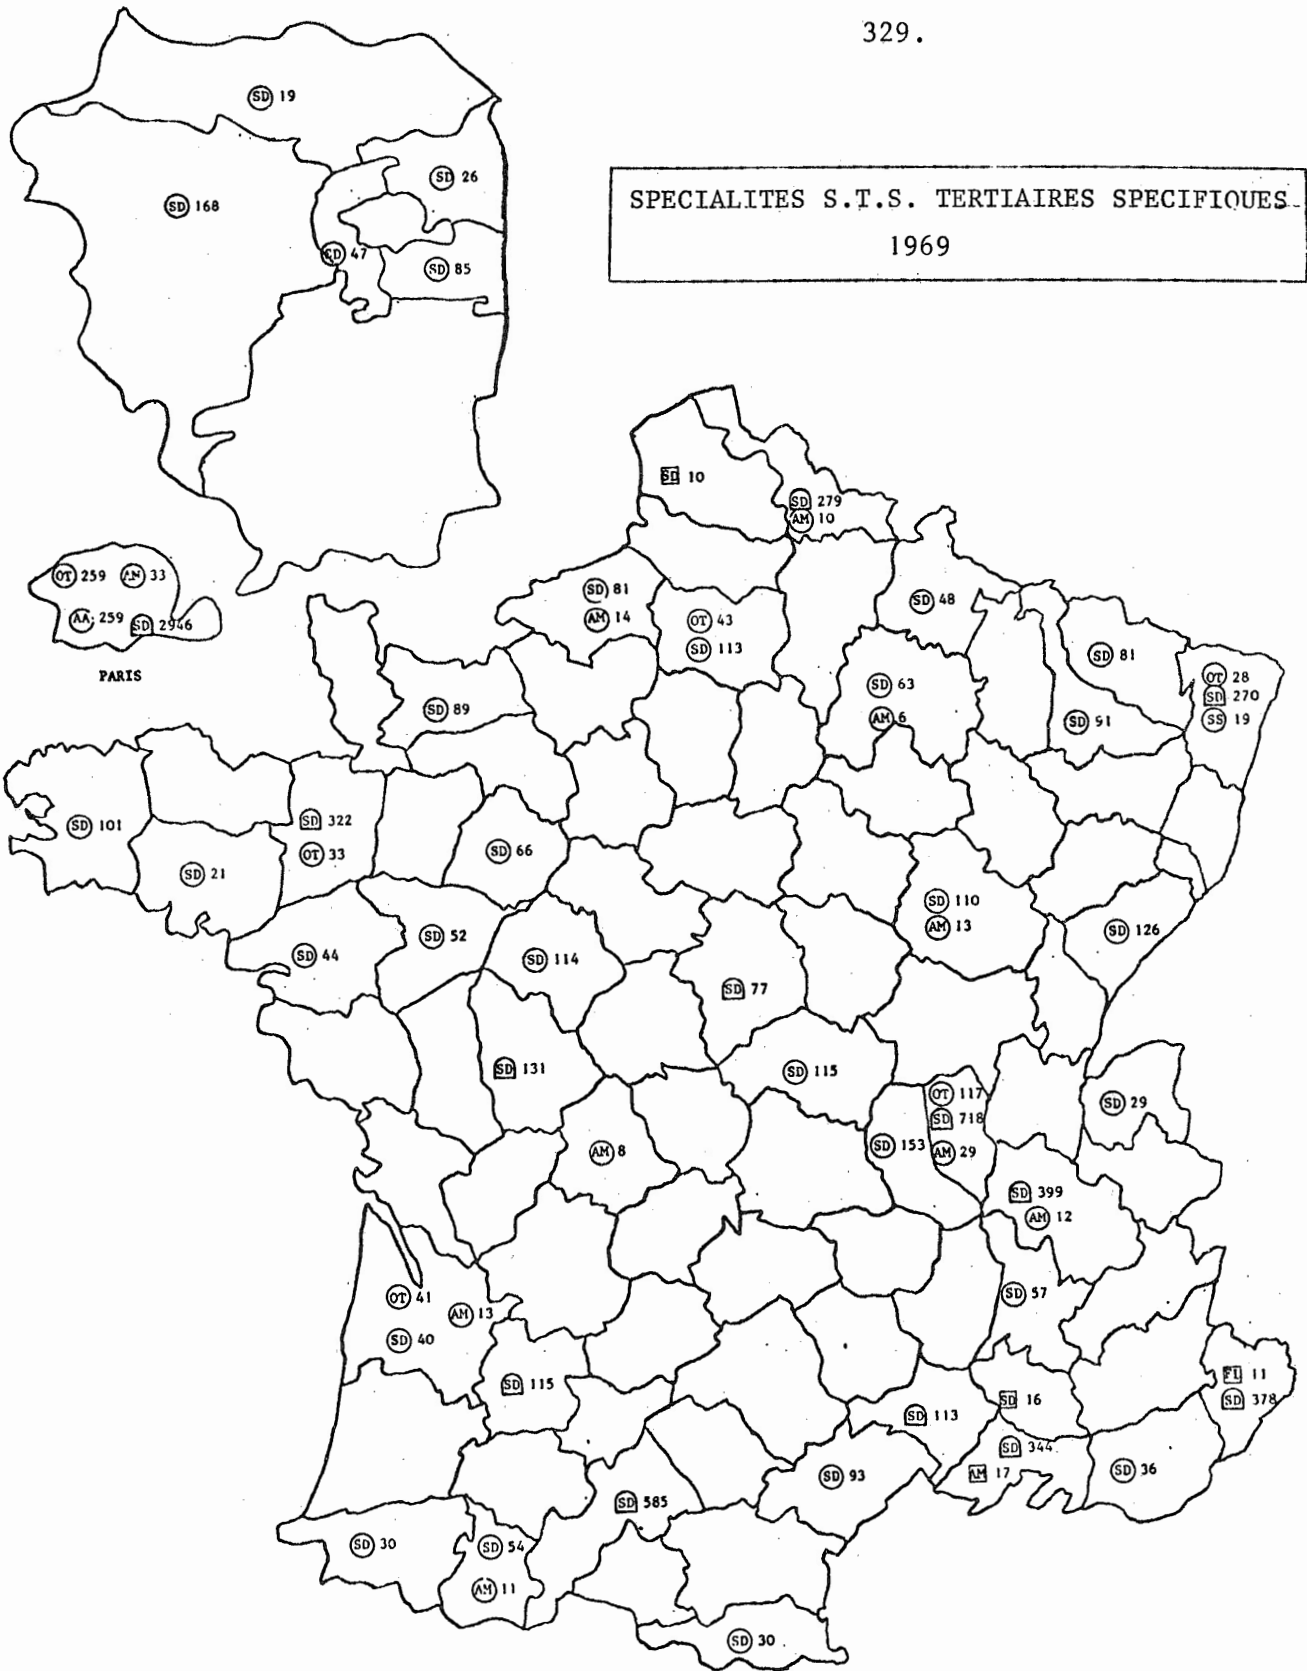 329.
SPECIALITES S.T.S. TERTIAIRES SPECIFIQUES
1969
SD 19
SD 26
SD 168
SD 47
SD 85
OT 259 AM 33
AA 259 SD 2946
PARIS
SD 10
SD 279
AM 10
SD 81
AM 14
OT 43
SD 113
SD 48
SD 81
OT 28
SD 270
SS 19
SD 63
AM 6
SD 91
SD 89
SD 101
SD 322
OT 33
SD 21
SD 66
SD 110
AM 13
SD 126
SD 44
SD 52
SD 114
SD 77
SD 131
SD 115
OT 117
SD 718
AM 29
SD 153
SD 29
AM 8
SD 399
AM 12
OT 41
AM 13
SD 40
SD 57
SD 115
FI 11
SD 378
SD 16
SD 113
SD 344
AM 17
SD 36
SD 93
SD 585
SD 30
SD 54
AM 11
SD 30